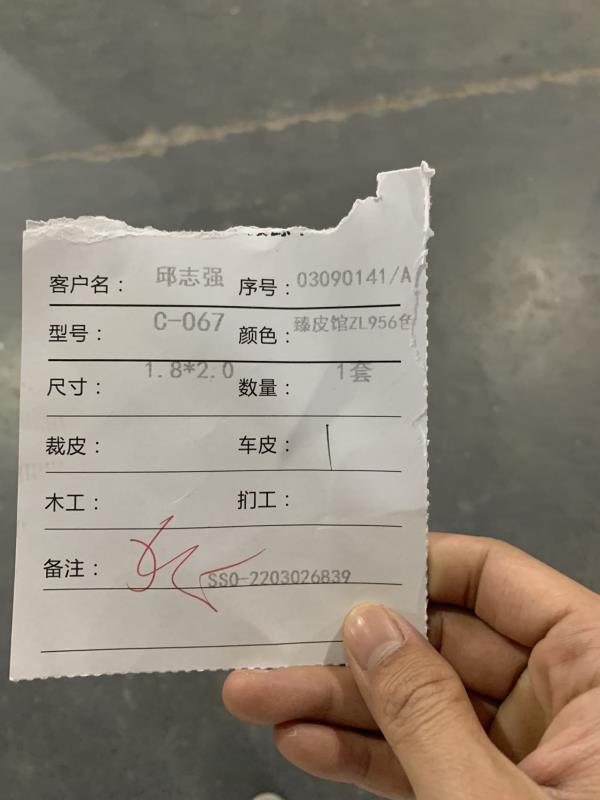 客户名： 邱志强 序号： 03090141/A
型号： C-067 颜色： 臻皮馆ZL956色
尺寸： 1.8*2.0 数量： 1套
裁皮： 车皮：
木工： 扪工：
备注： SSO-2203026839